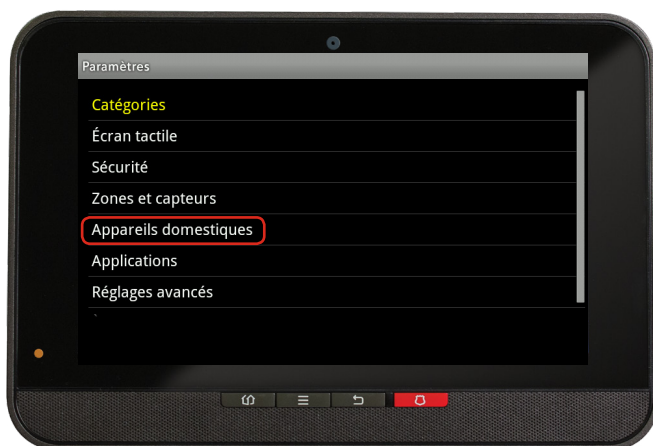 Paramètres
Catégories
Écran tactile
Sécurité
Zones et capteurs
Appareils domestiques
Applications
Réglages avancés